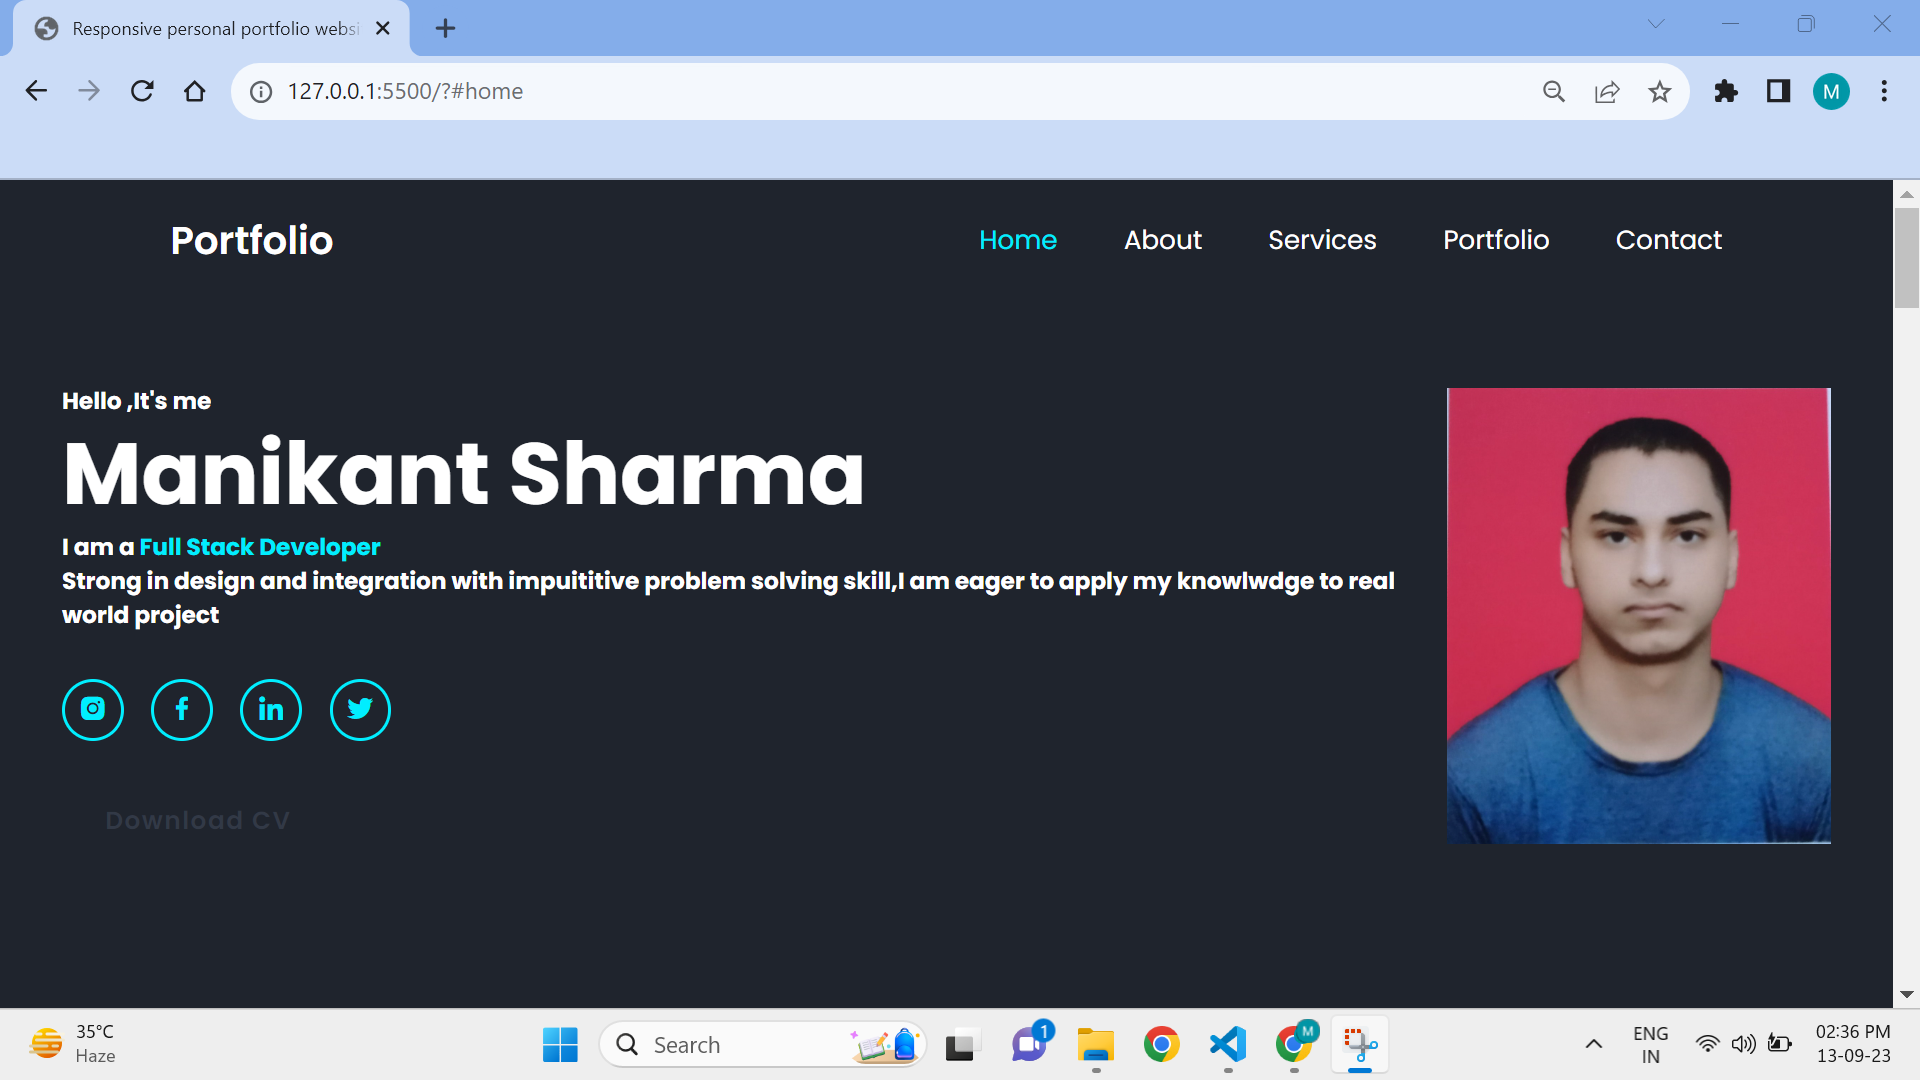 Responsive personal portfolio websi
127.0.0.1:5500/?#home
M
Portfolio
Home
About
Services
Portfolio
Contact
Hello ,It's me
Manikant Sharma
I am a Full Stack Developer
Strong in design and integration with impuititive problem solving skill,I am eager to apply my knowlwdge to real
world project
Download CV
35°C
Haze
Search
1
M
ENG
IN
02:36 PM
13-09-23